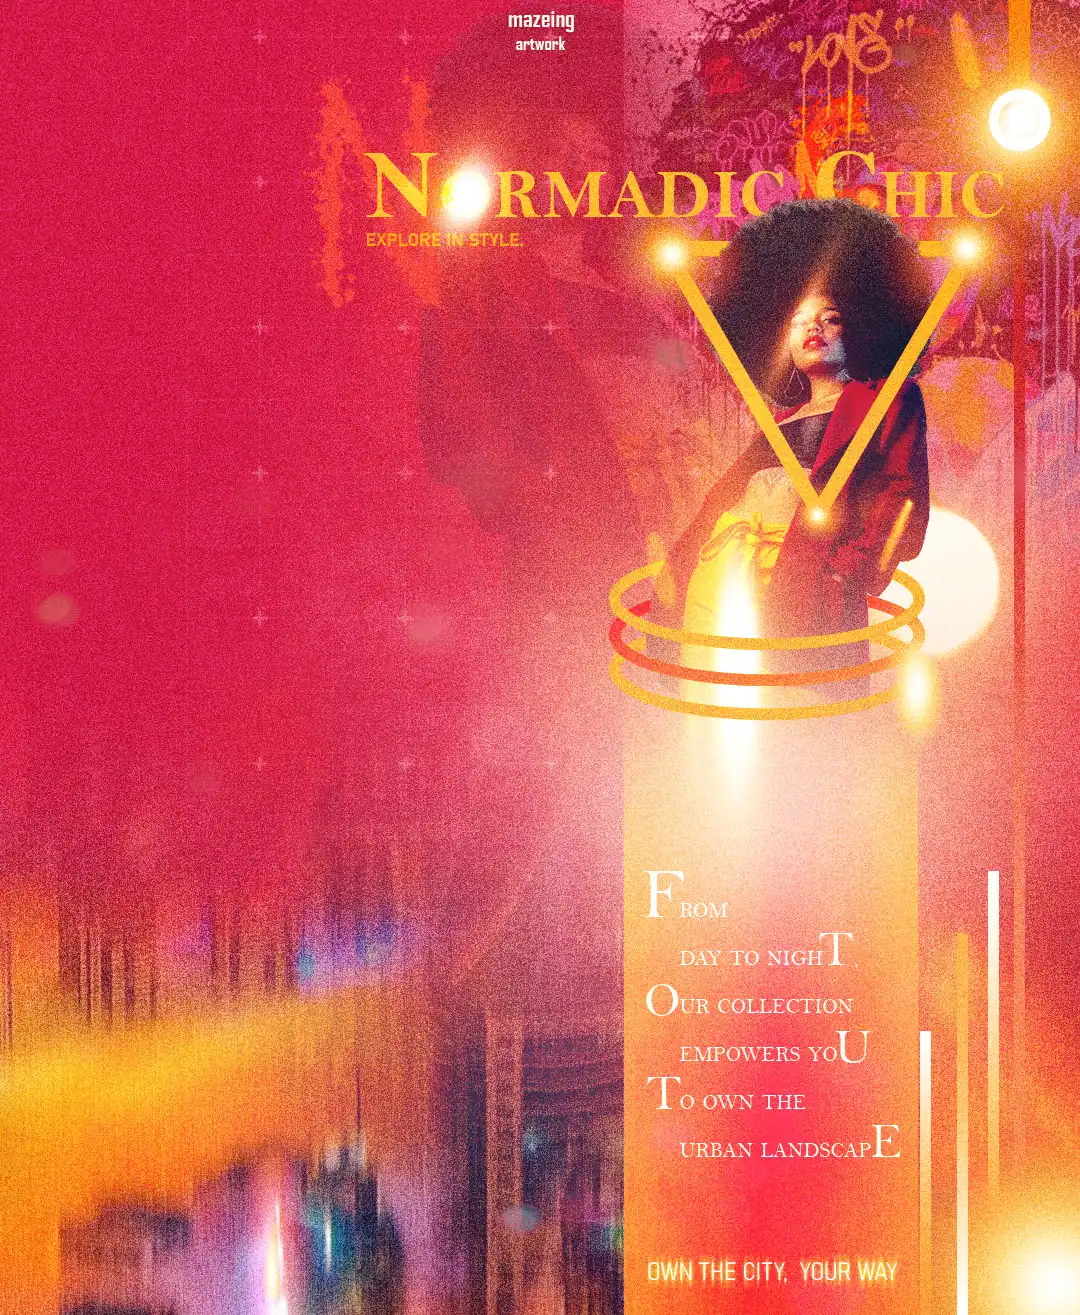 mazeing
artwork
"LOVE"
N
NORMADIC CHIC
EXPLORE IN STYLE.
FROM
DAY TO NIGHT,
OUR COLLECTION
EMPOWERS YOU
TO OWN THE
URBAN LANDSCAPE
OWN THE CITY, YOUR WAY